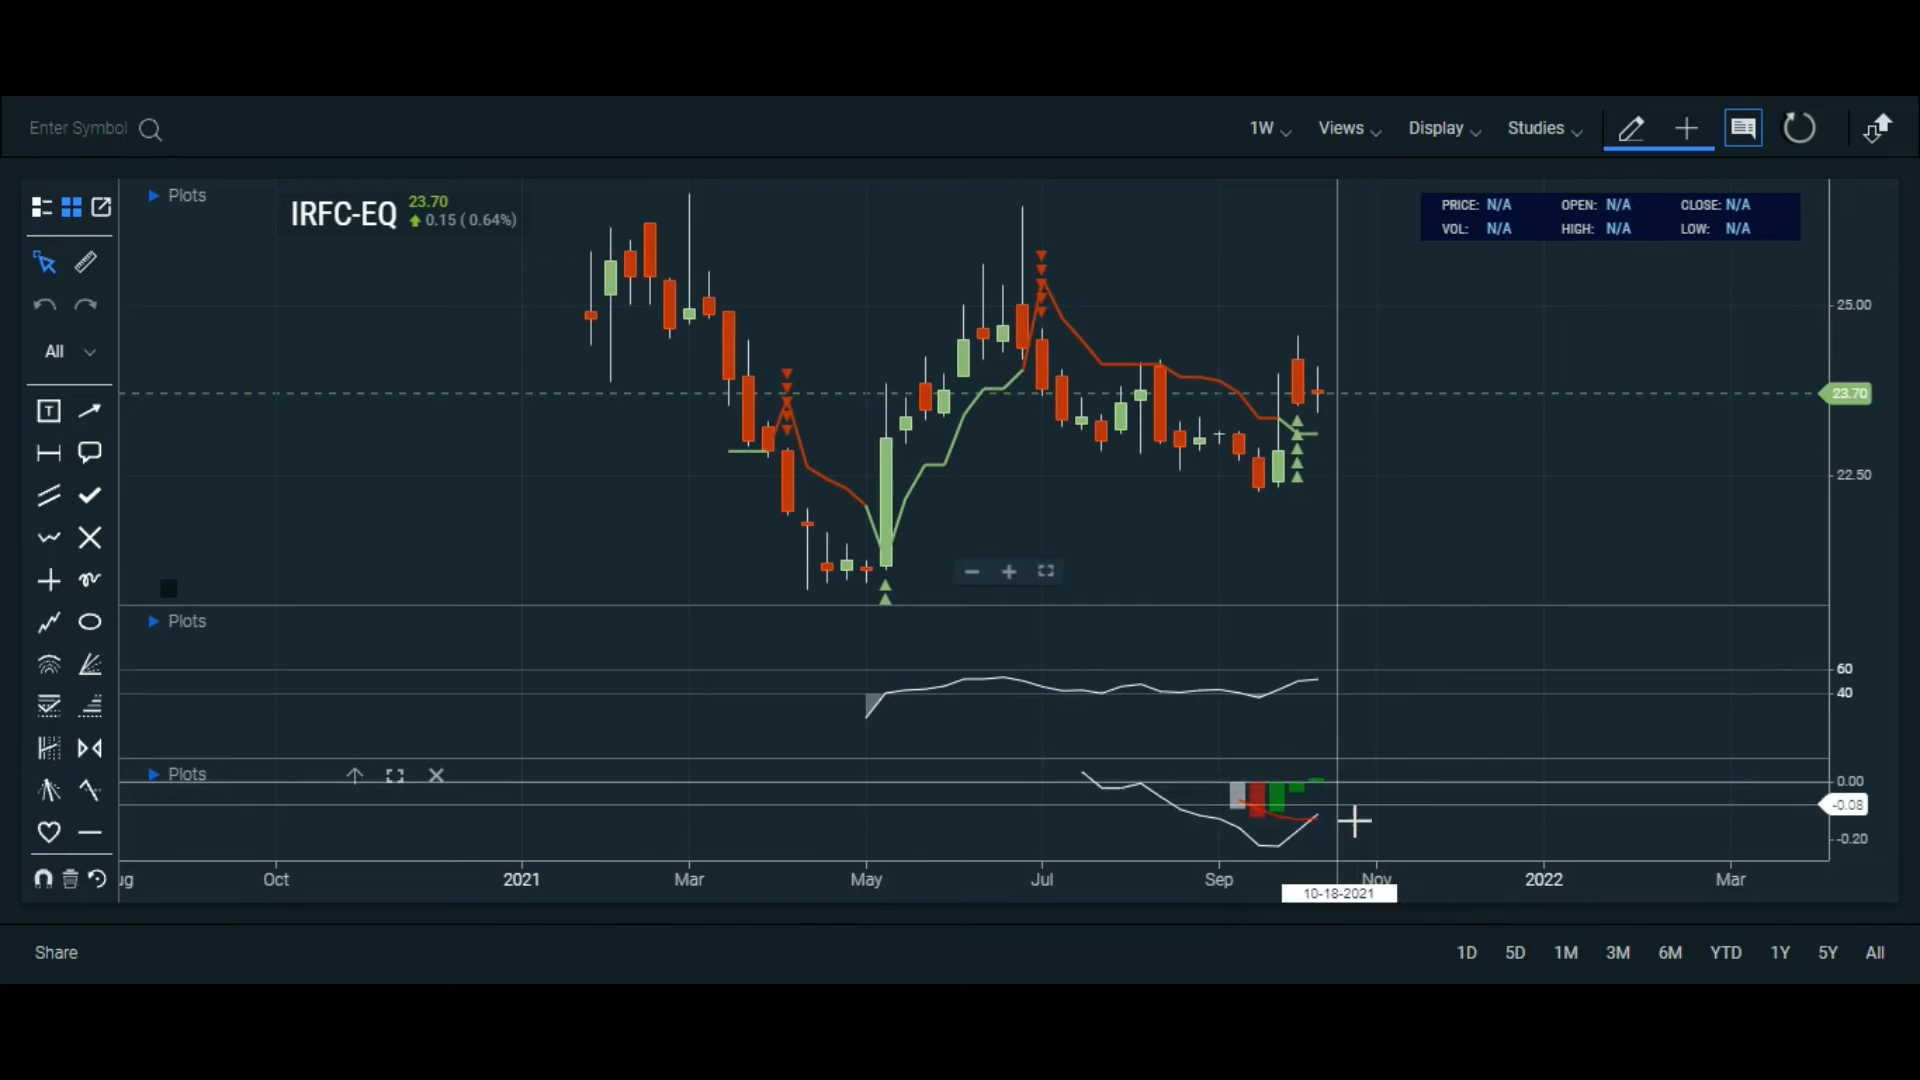 Enter Symbol
1W Views Display Studies
Plots
IRFC-EQ 23.70
0.15 ( 0.64%)
PRICE: N/A OPEN: N/A CLOSE: N/A
VOL: N/A HIGH: N/A LOW: N/A
25.00
All
23.70
T
22.50
Plots
60
40
Plots
0.00
-0.08
-0.20
ug Oct 2021 Mar May Jul Sep Nov 2022 Mar
10-18-2021
Share 1D 5D 1M 3M 6M YTD 1Y 5Y All